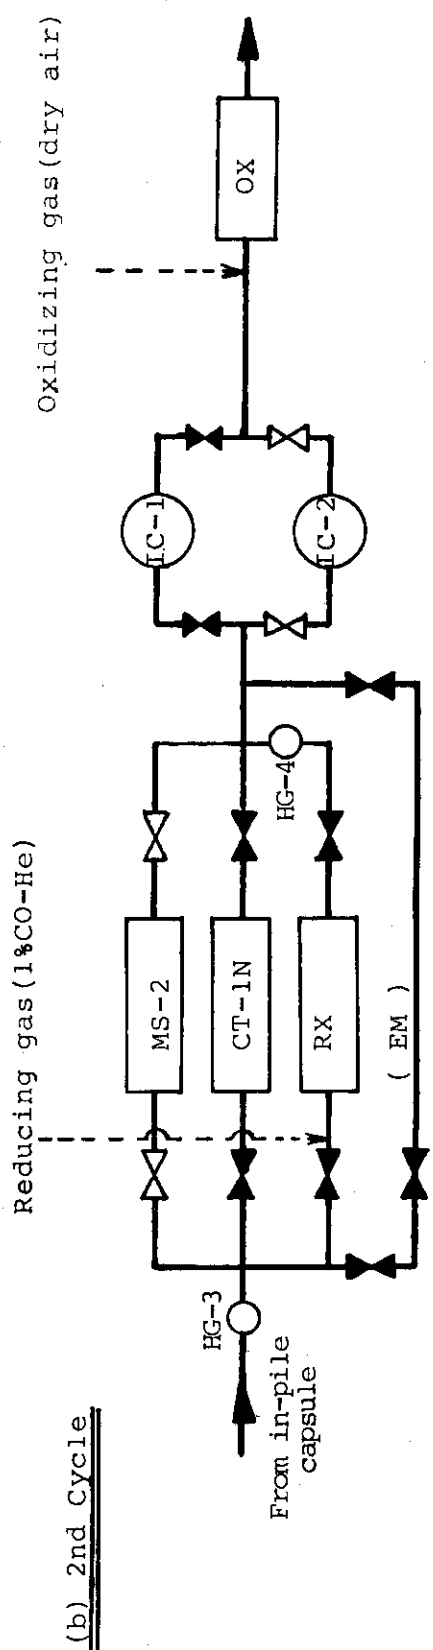 (b) 2nd Cycle
Reducing gas(1%CO-He)
Oxidizing gas(dry air)
From in-pile
capsule
HG-3
MS-2
CT-1N
RX
( EM )
HG-4
IC-1
IC-2
OX